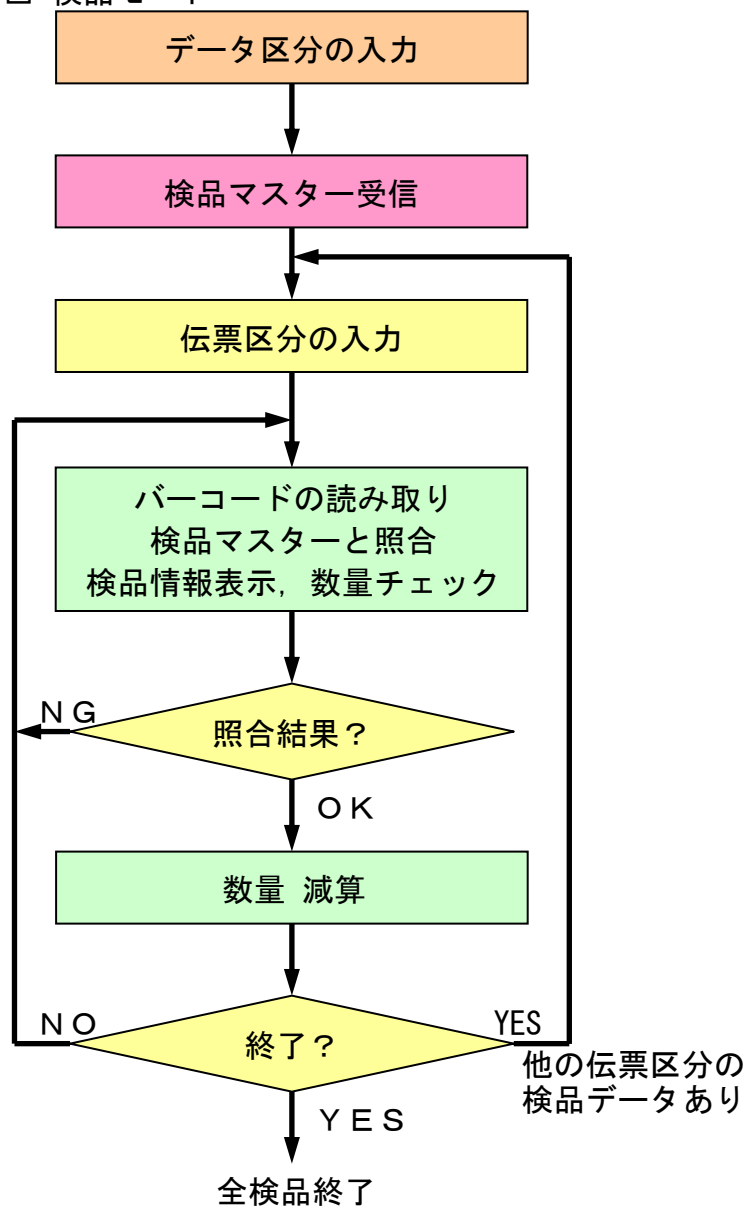 データ区分の入力
検品マスター受信
伝票区分の入力
バーコードの読み取り
検品マスターと照合
検品情報表示，数量チェック
ＮＧ
照合結果？
ＯＫ
数量 減算
ＮＯ
終了？
YES
他の伝票区分の
検品データあり
ＹＥＳ
全検品終了